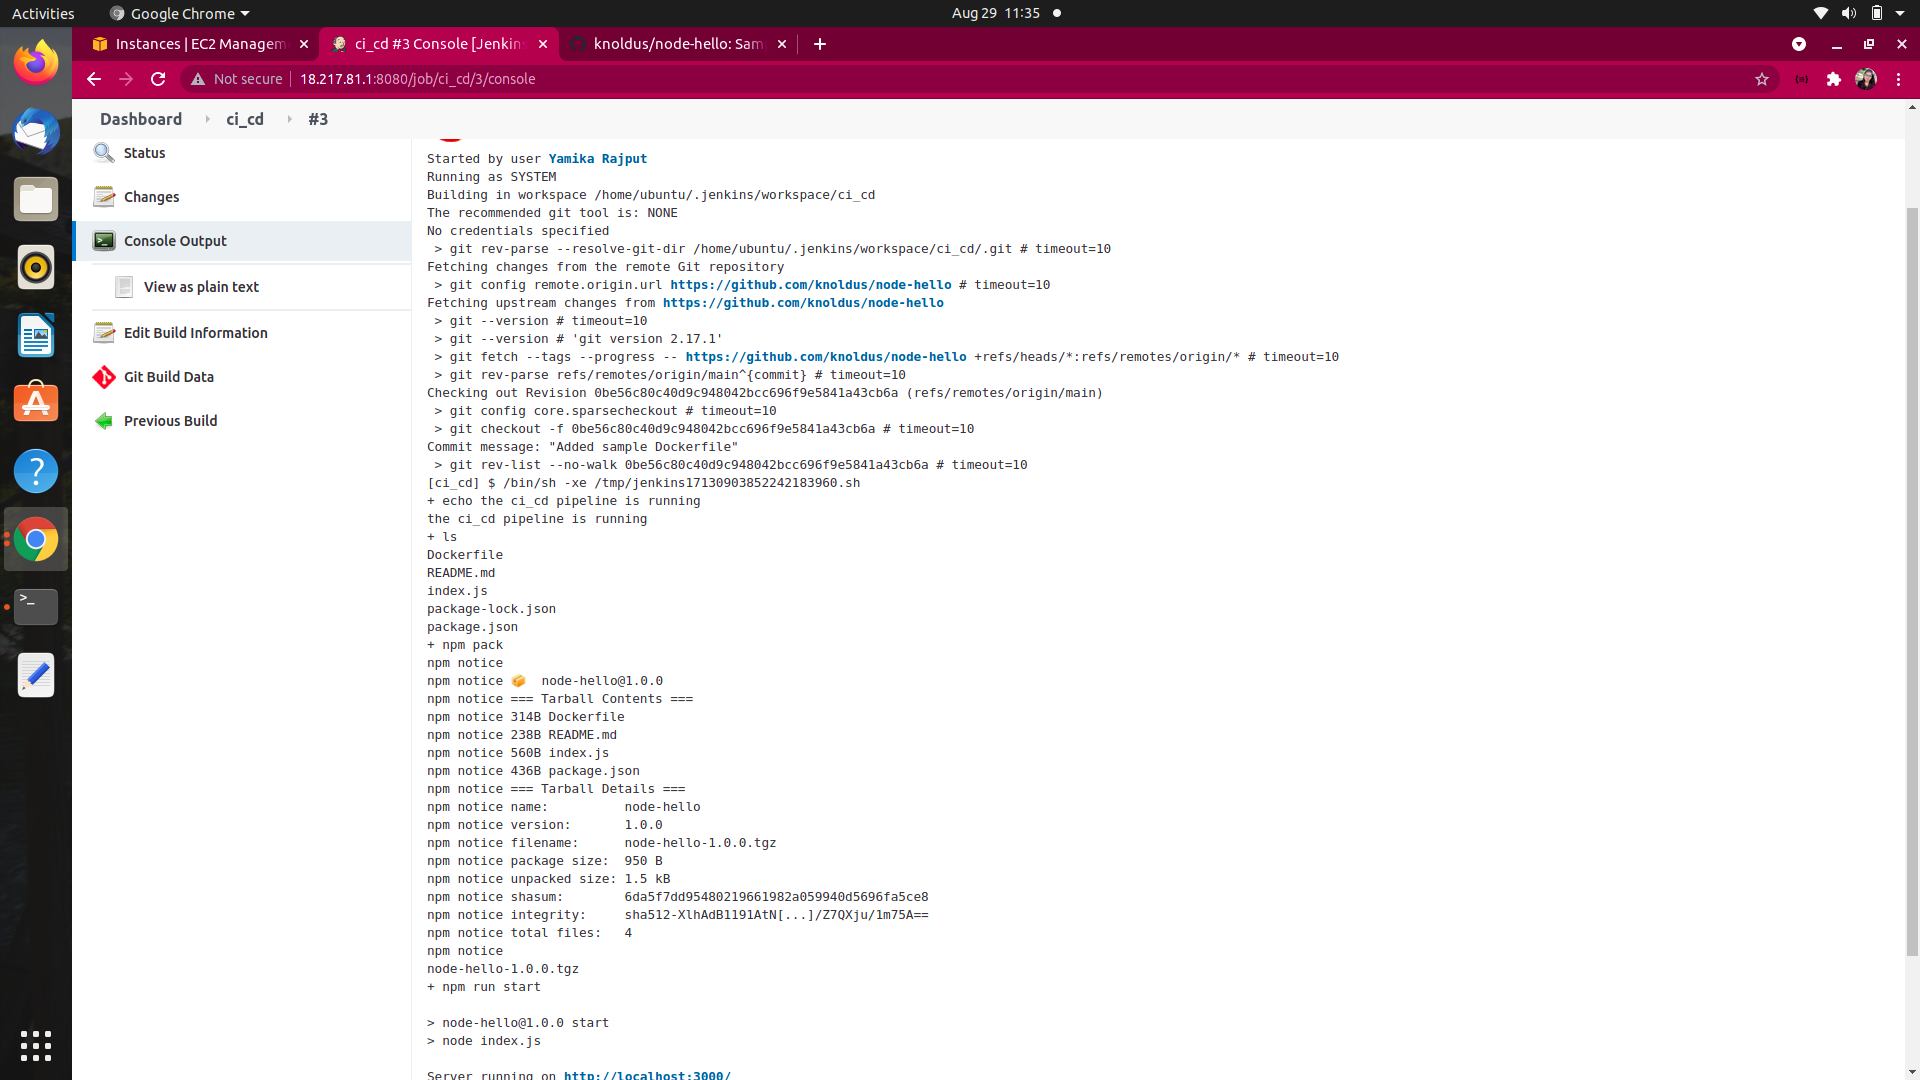 Activities
Google Chrome
Aug 29 11:35
Instances | EC2 Managem
ci_cd #3 Console [Jenkins
knoldus/node-hello: Sam
Not secure
18.217.81.1:8080/job/ci_cd/3/console
Dashboard
ci_cd
#3
Status
Changes
Console Output
View as plain text
Edit Build Information
Git Build Data
Previous Build
Started by user Yamika Rajput
Running as SYSTEM
Building in workspace /home/ubuntu/.jenkins/workspace/ci_cd
The recommended git tool is: NONE
No credentials specified
> git rev-parse --resolve-git-dir /home/ubuntu/.jenkins/workspace/ci_cd/.git # timeout=10
Fetching changes from the remote Git repository
> git config remote.origin.url https://github.com/knoldus/node-hello # timeout=10
Fetching upstream changes from https://github.com/knoldus/node-hello
> git --version # timeout=10
> git --version # 'git version 2.17.1'
> git fetch --tags --progress -- https://github.com/knoldus/node-hello +refs/heads/*:refs/remotes/origin/* # timeout=10
> git rev-parse refs/remotes/origin/main^{commit} # timeout=10
Checking out Revision 0be56c80c40d9c948042bcc696f9e5841a43cb6a (refs/remotes/origin/main)
> git config core.sparsecheckout # timeout=10
> git checkout -f 0be56c80c40d9c948042bcc696f9e5841a43cb6a # timeout=10
Commit message: "Added sample Dockerfile"
> git rev-list --no-walk 0be56c80c40d9c948042bcc696f9e5841a43cb6a # timeout=10
[ci_cd] $ /bin/sh -xe /tmp/jenkins17130903852242183960.sh
+ echo the ci_cd pipeline is running
the ci_cd pipeline is running
+ ls
Dockerfile
README.md
index.js
package-lock.json
package.json
+ npm pack
npm notice
npm notice 📦 node-hello@1.0.0
npm notice === Tarball Contents ===
npm notice 314B Dockerfile
npm notice 238B README.md
npm notice 560B index.js
npm notice 436B package.json
npm notice === Tarball Details ===
npm notice name: node-hello
npm notice version: 1.0.0
npm notice filename: node-hello-1.0.0.tgz
npm notice package size: 950 B
npm notice unpacked size: 1.5 kB
npm notice shasum: 6da5f7dd95480219661982a059940d5696fa5ce8
npm notice integrity: sha512-XlhAdB1191AtN[...]/Z7QXju/1m75A==
npm notice total files: 4
npm notice
node-hello-1.0.0.tgz
+ npm run start
> node-hello@1.0.0 start
> node index.js
Server running on http://localhost:3000/